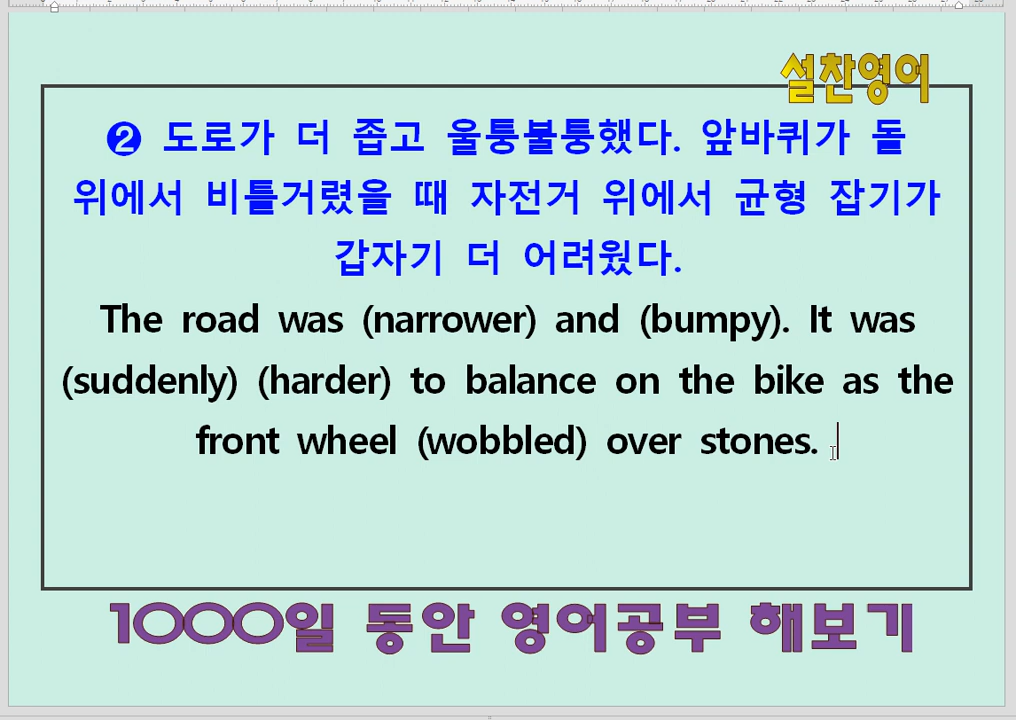 설찬영어
❷ 도로가 더 좁고 울퉁불퉁했다. 앞바퀴가 돌
위에서 비틀거렸을 때 자전거 위에서 균형 잡기가
갑자기 더 어려웠다.
The road was (narrower) and (bumpy). It was
(suddenly) (harder) to balance on the bike as the
front wheel (wobbled) over stones.
1000일 동안 영어공부 해보기